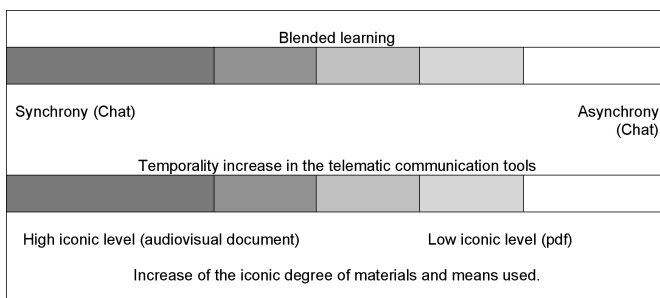 Blended learning
Synchrony (Chat)
Asynchrony
(Chat)
Temporality increase in the telematic communication tools
High iconic level (audiovisual document)
Low iconic level (pdf)
Increase of the iconic degree of materials and means used.